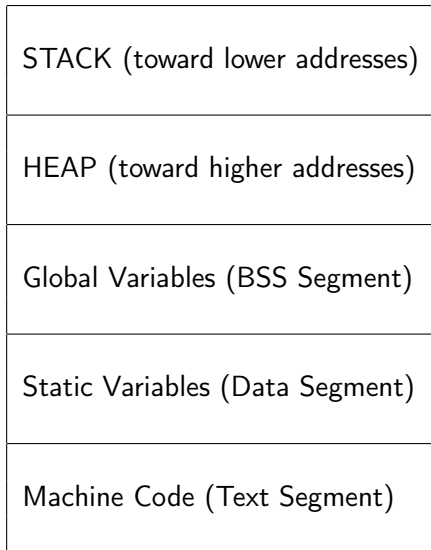 STACK (toward lower addresses)
HEAP (toward higher addresses)
Global Variables (BSS Segment)
Static Variables (Data Segment)
Machine Code (Text Segment)